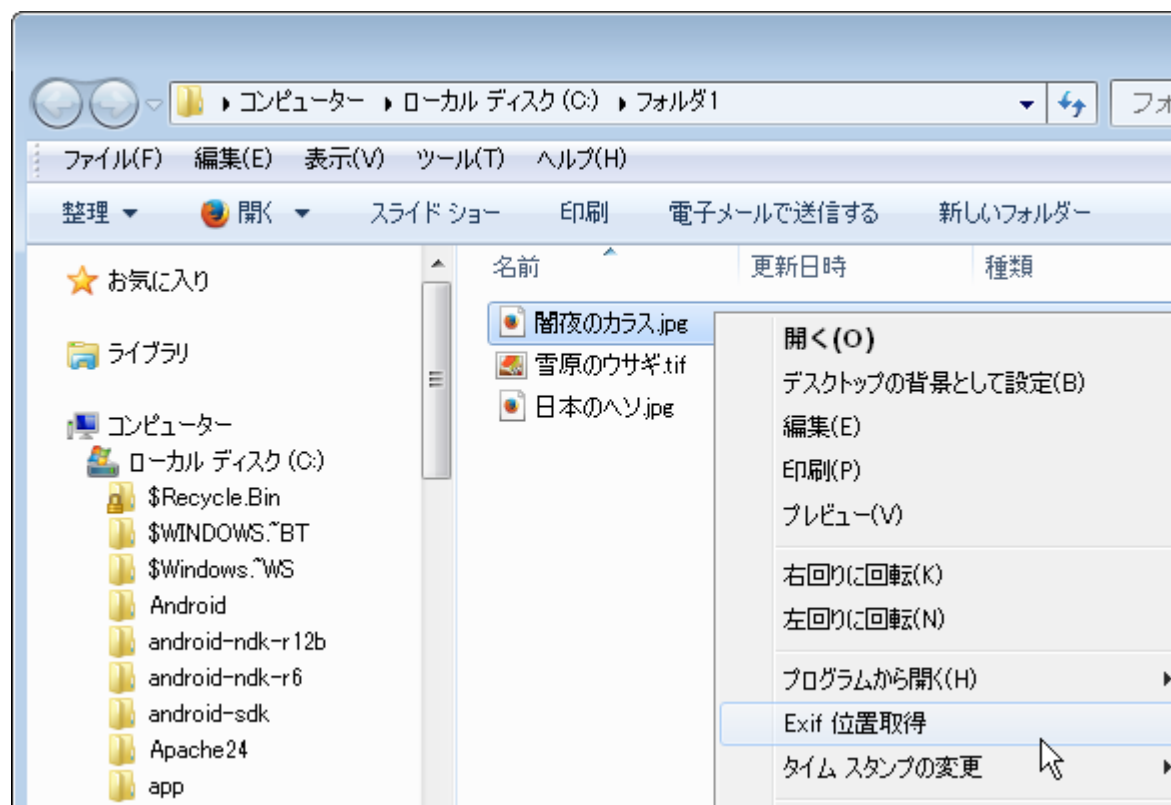 コンピューター ローカル ディスク (C:) フォルダ1
ファイル(F) 編集(E) 表示(V) ツール(T) ヘルプ(H)
整理 開く スライド ショー 印刷 電子メールで送信する 新しいフォルダー
お気に入り
ライブラリ
コンピューター
ローカル ディスク (C:)
$Recycle.Bin
$WINDOWS.~BT
$Windows.~WS
Android
android-ndk-r12b
android-ndk-r6
android-sdk
Apache24
app
名前 更新日時 種類
闇夜のカラス.jpg
雪原のウサギ.tif
日本のヘソ.jpg
開く(O)
デスクトップの背景として設定(B)
編集(E)
印刷(P)
プレビュー(V)
右回りに回転(K)
左回りに回転(N)
プログラムから開く(H)
Exif 位置取得
タイム スタンプの変更